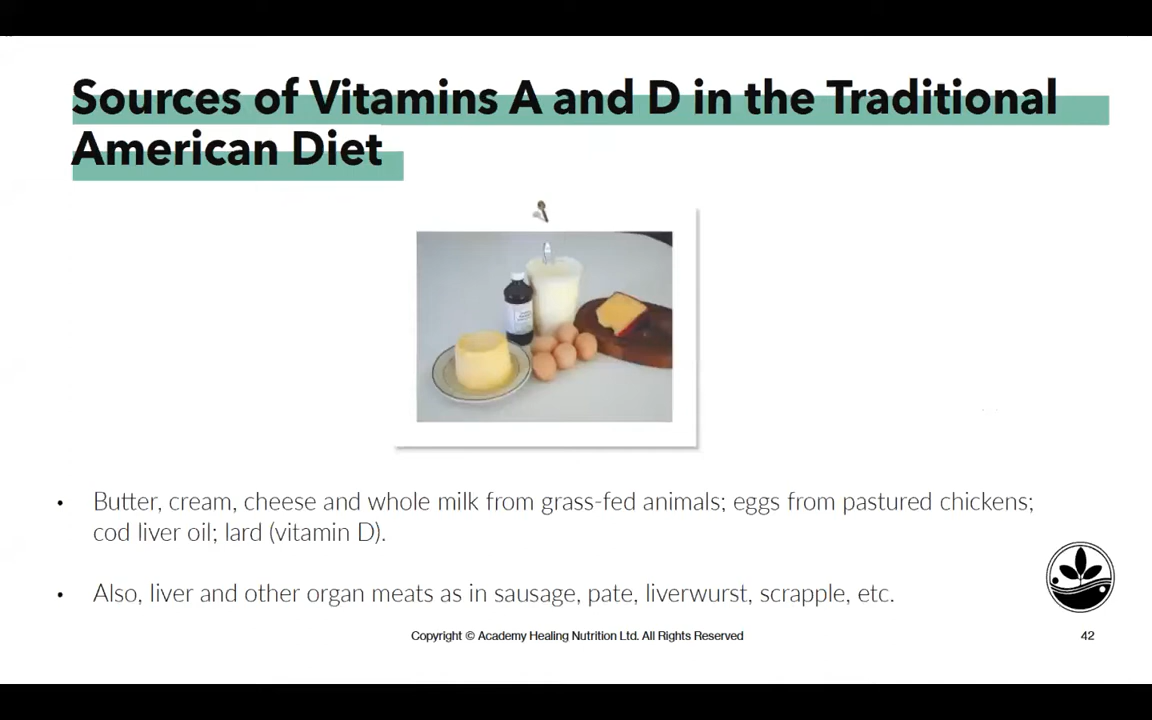 Sources of Vitamins A and D in the Traditional
American Diet
• Butter, cream, cheese and whole milk from grass-fed animals; eggs from pastured chickens;
cod liver oil; lard (vitamin D).
• Also, liver and other organ meats as in sausage, pate, liverwurst, scrapple, etc.
Copyright © Academy Healing Nutrition Ltd. All Rights Reserved
42